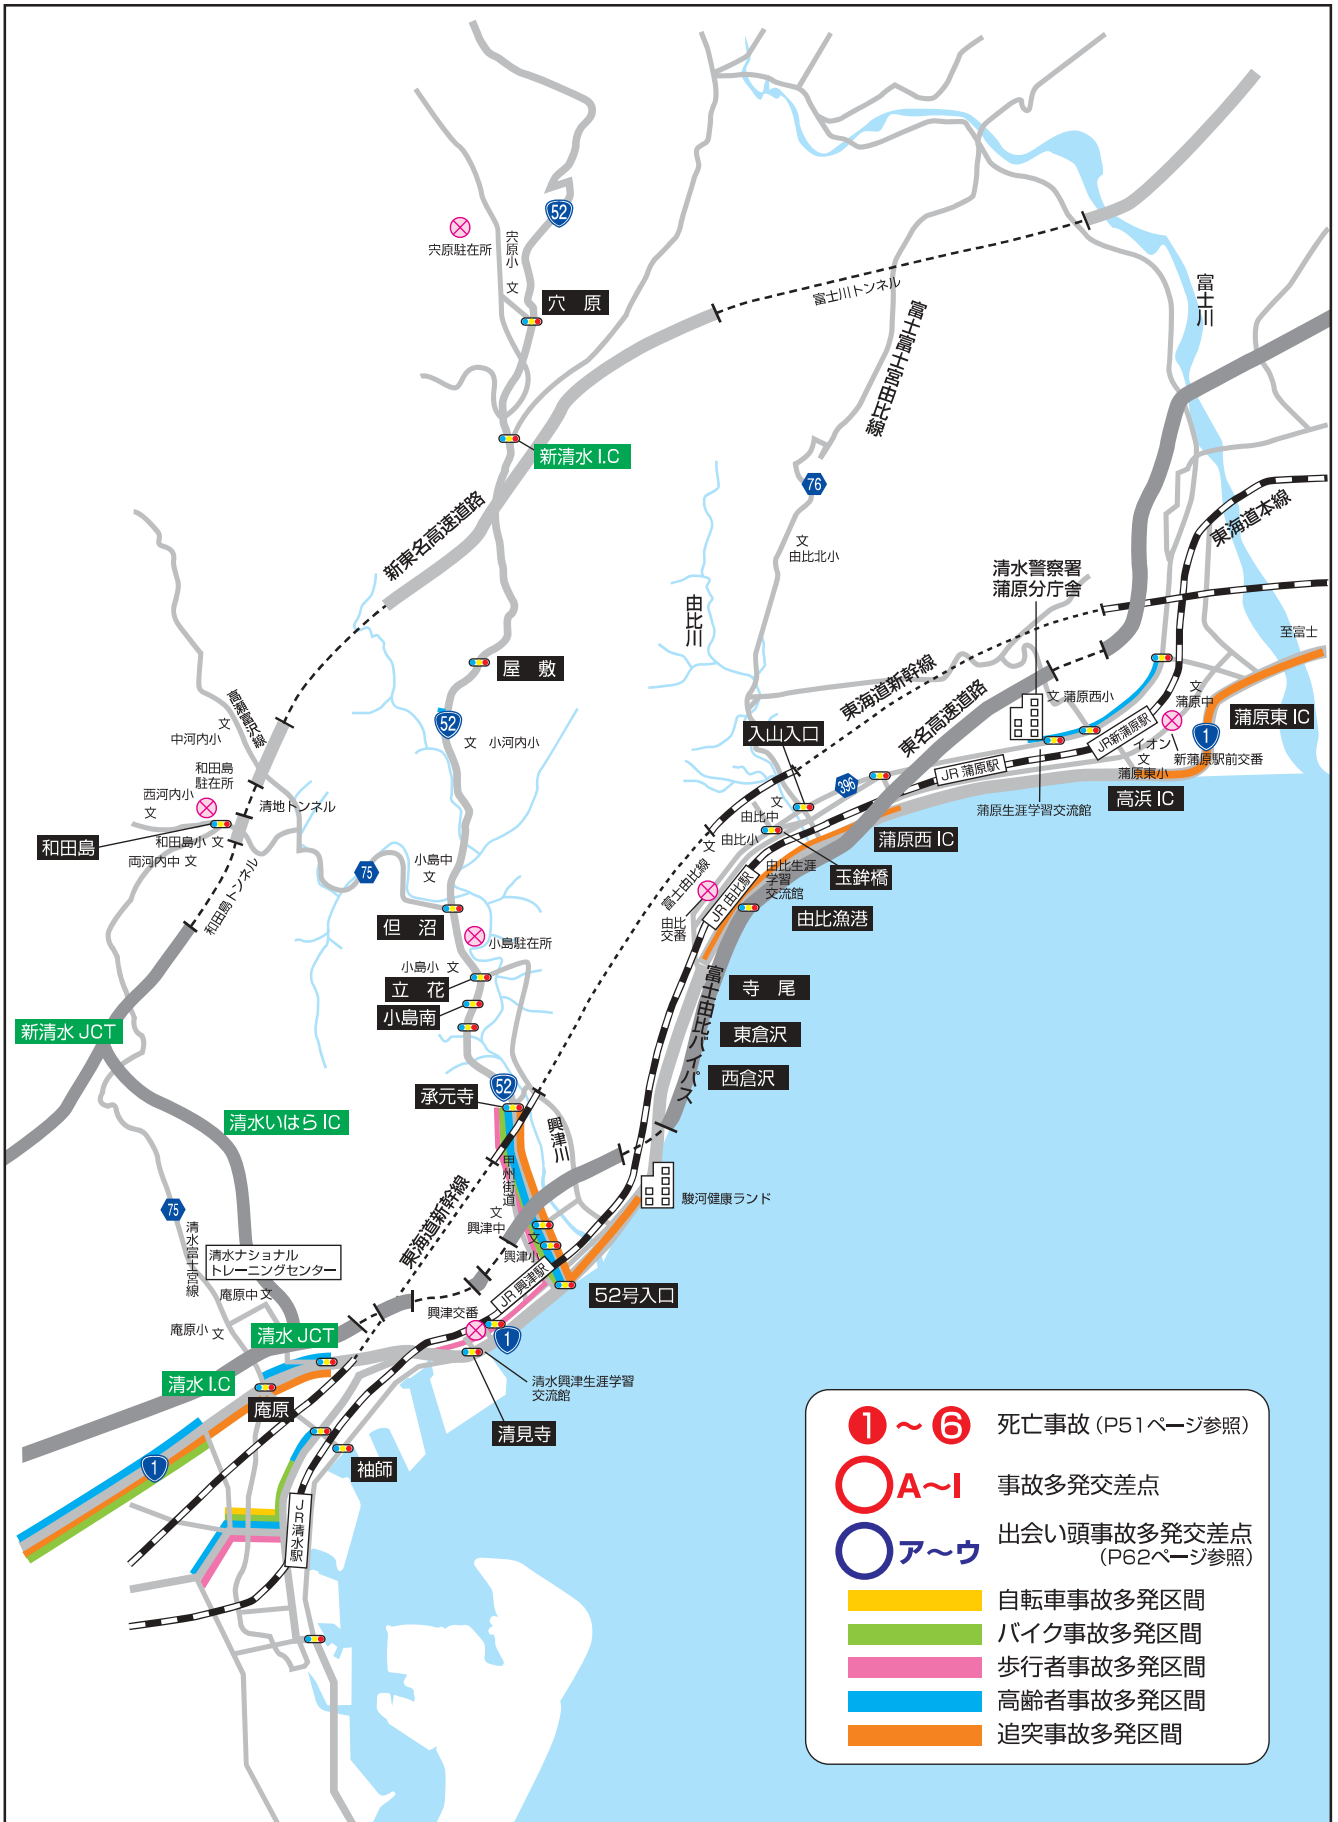 52
穴原駐在所
穴原小
文
穴 原
富士川トンネル
富士川
富士富士宮由比線
新清水 I.C
76
新東名高速道路
東海道本線
文
由比北小
清水警察署
蒲原分庁舎
由比川
至富士
屋 敷
高瀬富沢線
52
文 小河内小
文
中河内小
東海道新幹線
東名高速道路
文 蒲原西小
文
蒲原中
蒲原東 IC
入山入口
1
JR新蒲原駅
イオン
新蒲原駅前交番
和田島
駐在所
西河内小
文
清地トンネル
396
JR 蒲原駅
文
蒲原東小
高浜 IC
蒲原生涯学習交流館
文
由比中
和田島
和田島小 文
両河内中 文
和田島トンネル
文
由比小
蒲原西 IC
小島中
文
75
富士由比線
由比生涯
学習
交流館
玉鉾橋
JR 由比駅
由比漁港
但 沼
小島駐在所
由比
交番
小島小 文
立 花
富士由比バイパス
寺 尾
小島南
新清水 JCT
東倉沢
西倉沢
52
承元寺
清水いはら IC
興津川
甲州街道
駿河健康ランド
75
清水富士宮線
東海道新幹線
文
興津中
清水ナショナル
トレーニングセンター
文
興津小
JR 興津駅
庵原中 文
52号入口
興津交番
庵原小 文
清水 JCT
1
清水 I.C
清水興津生涯学習
交流館
庵原
清見寺
1
袖師
JR清水駅
1 ～ 6 死亡事故 (P51ページ参照)
A～I 事故多発交差点
ア～ウ 出会い頭事故多発交差点
(P62ページ参照)
自転車事故多発区間
バイク事故多発区間
歩行者事故多発区間
高齢者事故多発区間
追突事故多発区間